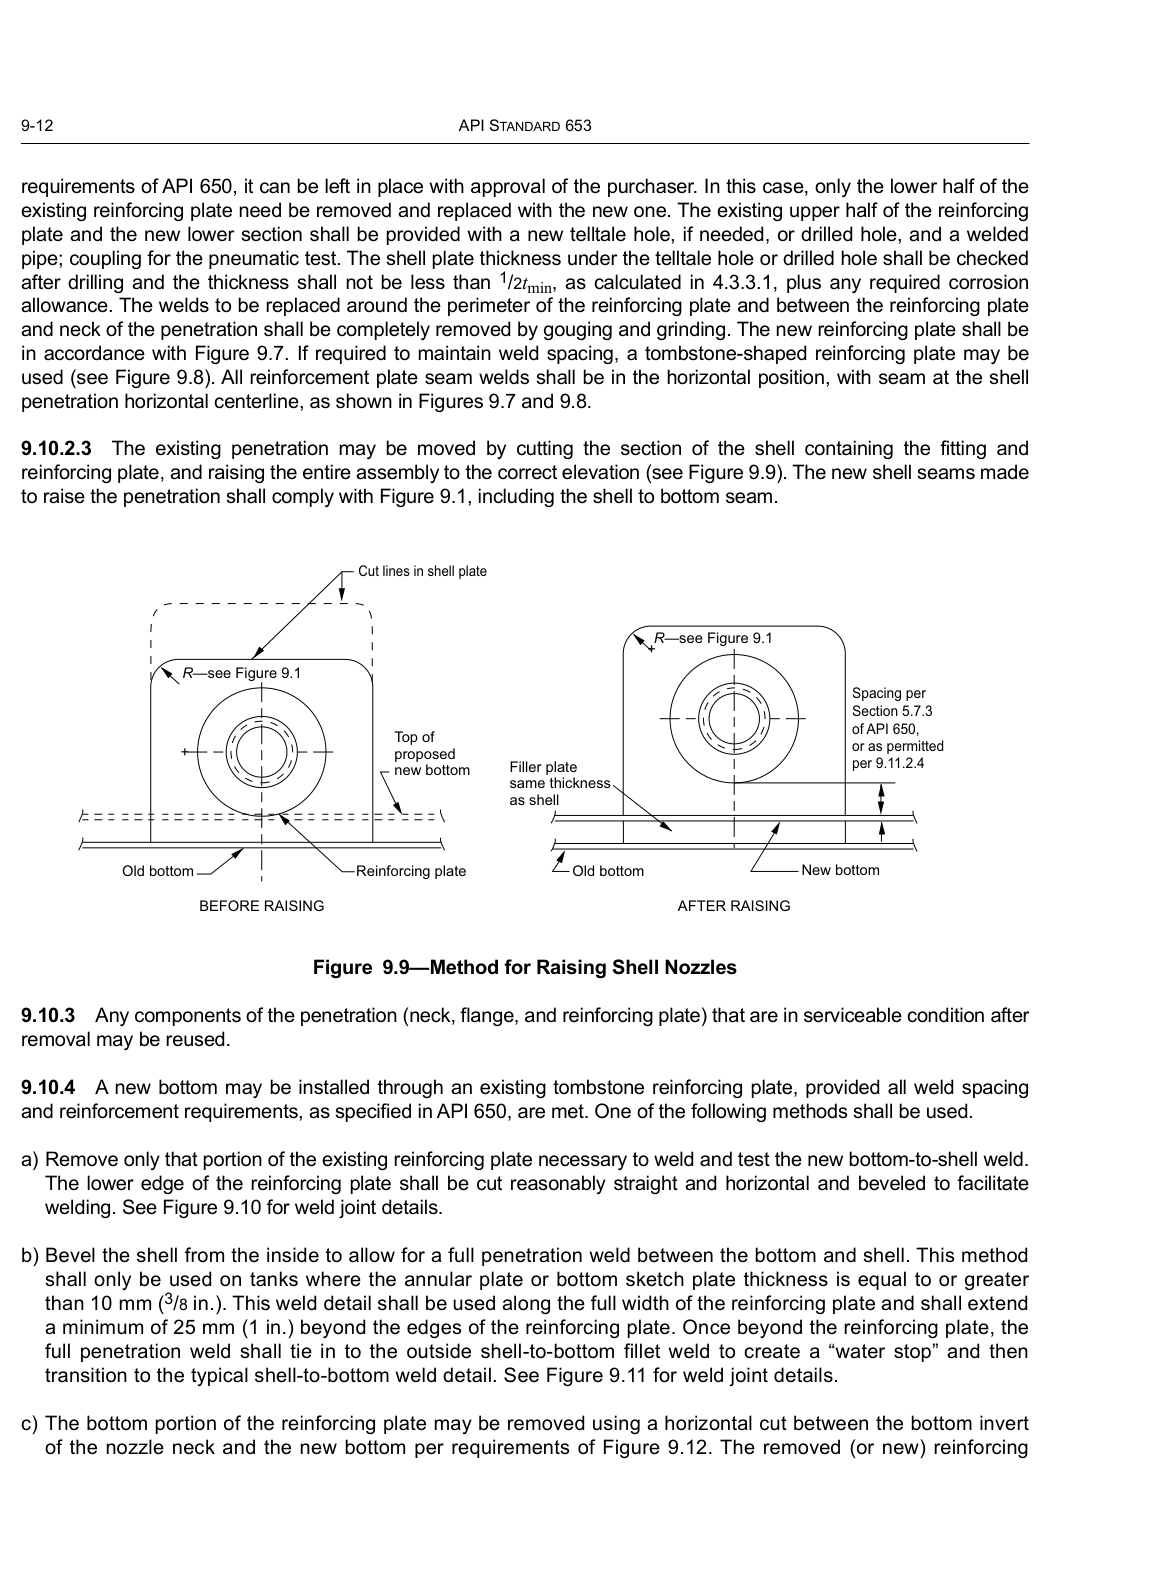 9-12
API STANDARD 653
requirements of API 650, it can be left in place with approval of the purchaser. In this case, only the lower half of the
existing reinforcing plate need be removed and replaced with the new one. The existing upper half of the reinforcing
plate and the new lower section shall be provided with a new telltale hole, if needed, or drilled hole, and a welded
pipe; coupling for the pneumatic test. The shell plate thickness under the telltale hole or drilled hole shall be checked
after drilling and the thickness shall not be less than 1/2tmin, as calculated in 4.3.3.1, plus any required corrosion
allowance. The welds to be replaced around the perimeter of the reinforcing plate and between the reinforcing plate
and neck of the penetration shall be completely removed by gouging and grinding. The new reinforcing plate shall be
in accordance with Figure 9.7. If required to maintain weld spacing, a tombstone-shaped reinforcing plate may be
used (see Figure 9.8). All reinforcement plate seam welds shall be in the horizontal position, with seam at the shell
penetration horizontal centerline, as shown in Figures 9.7 and 9.8.
9.10.2.3 The existing penetration may be moved by cutting the section of the shell containing the fitting and
reinforcing plate, and raising the entire assembly to the correct elevation (see Figure 9.9). The new shell seams made
to raise the penetration shall comply with Figure 9.1, including the shell to bottom seam.
Cut lines in shell plate
R—see Figure 9.1
Top of
proposed
new bottom
Old bottom
Reinforcing plate
BEFORE RAISING
R—see Figure 9.1
Spacing per
Section 5.7.3
of API 650,
or as permitted
per 9.11.2.4
Filler plate
same thickness
as shell
Old bottom
New bottom
AFTER RAISING
Figure 9.9—Method for Raising Shell Nozzles
9.10.3 Any components of the penetration (neck, flange, and reinforcing plate) that are in serviceable condition after
removal may be reused.
9.10.4 A new bottom may be installed through an existing tombstone reinforcing plate, provided all weld spacing
and reinforcement requirements, as specified in API 650, are met. One of the following methods shall be used.
a) Remove only that portion of the existing reinforcing plate necessary to weld and test the new bottom-to-shell weld.
The lower edge of the reinforcing plate shall be cut reasonably straight and horizontal and beveled to facilitate
welding. See Figure 9.10 for weld joint details.
b) Bevel the shell from the inside to allow for a full penetration weld between the bottom and shell. This method
shall only be used on tanks where the annular plate or bottom sketch plate thickness is equal to or greater
than 10 mm (3/8 in.). This weld detail shall be used along the full width of the reinforcing plate and shall extend
a minimum of 25 mm (1 in.) beyond the edges of the reinforcing plate. Once beyond the reinforcing plate, the
full penetration weld shall tie in to the outside shell-to-bottom fillet weld to create a “water stop” and then
transition to the typical shell-to-bottom weld detail. See Figure 9.11 for weld joint details.
c) The bottom portion of the reinforcing plate may be removed using a horizontal cut between the bottom invert
of the nozzle neck and the new bottom per requirements of Figure 9.12. The removed (or new) reinforcing